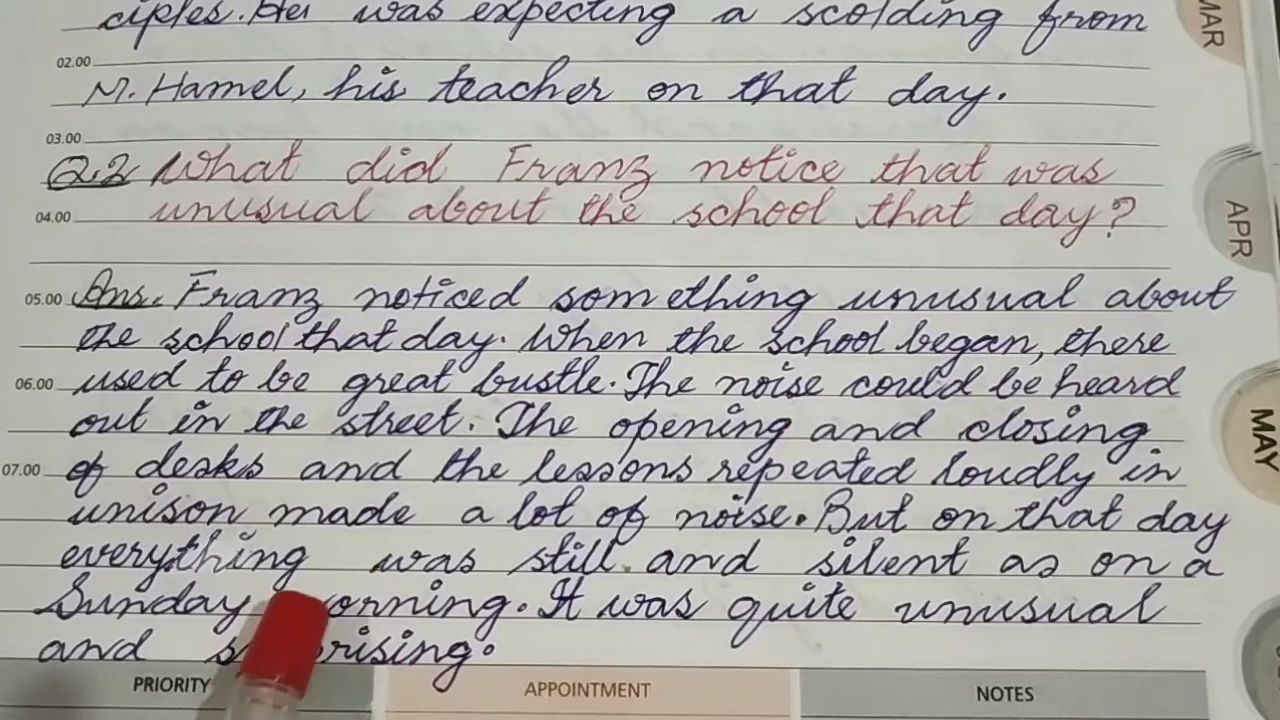 ciples. He was expecting a scolding from
02.00
M. Hamel, his teacher on that day.
03.00
Q.2 What did Franz notice that was
04.00 unusual about the school that day?
05.00 Ans. Franz noticed something unusual about
the school that day. When the school began, there
06.00 used to be great bustle. The noise could be heard
out in the street. The opening and closing
07.00 of desks and the lessons repeated loudly in
unison made a lot of noise. But on that day
everything was still and silent as on a
Sunday orning. It was quite unusual
and s rising.
PRIORITY APPOINTMENT NOTES
MAR
APR
MAY